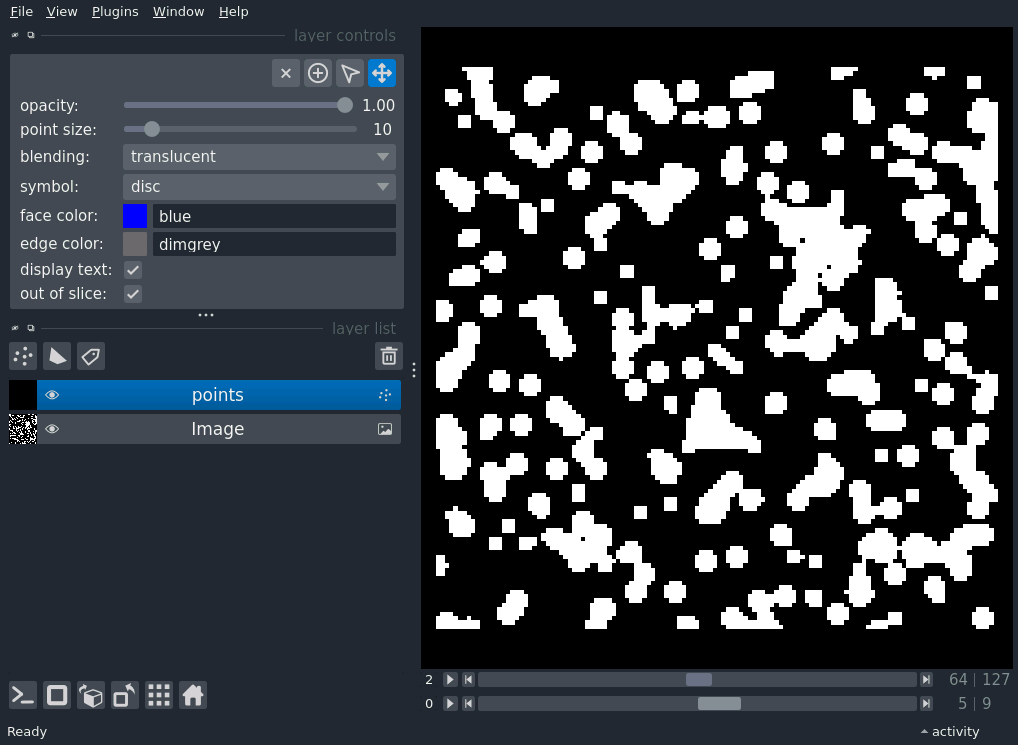 File View Plugins Window Help
layer controls
opacity: 1.00
point size: 10
blending: translucent
symbol: disc
face color: blue
edge color: dimgrey
display text:
out of slice:
layer list
points
Image
2 64 | 127
0 5 | 9
Ready activity